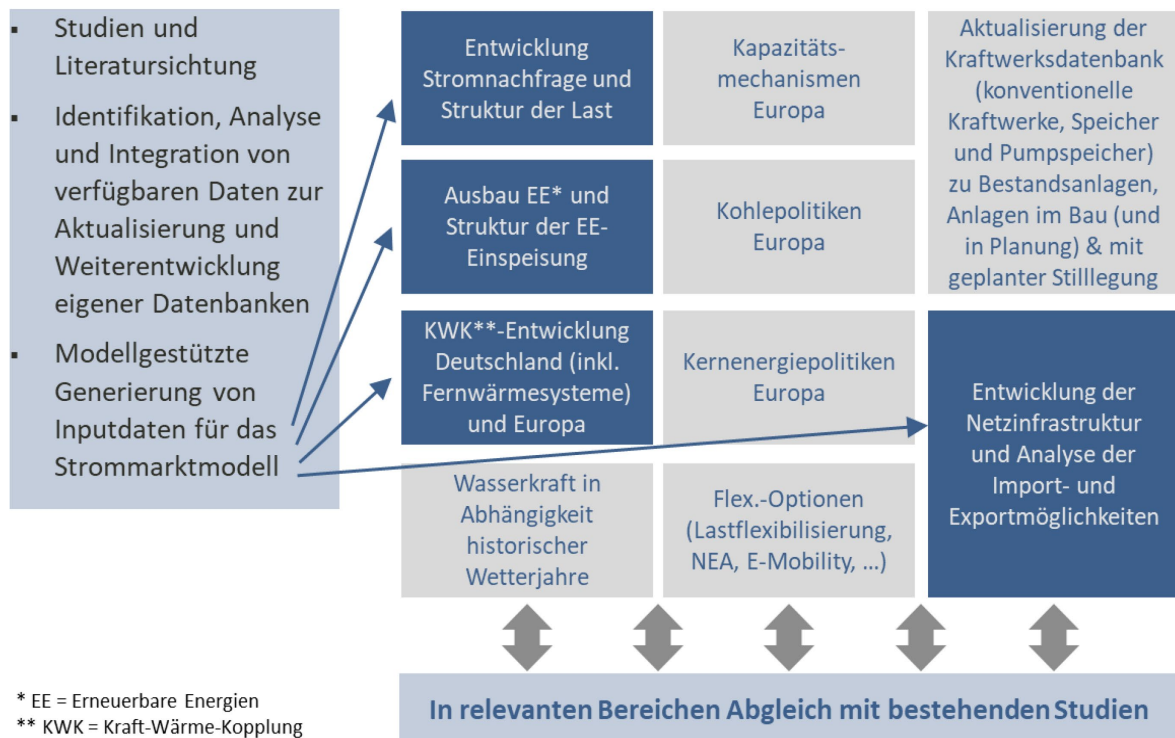 ▪ Studien und
Literatursichtung
▪ Identifikation, Analyse
und Integration von
verfügbaren Daten zur
Aktualisierung und
Weiterentwicklung
eigener Datenbanken
▪ Modellgestützte
Generierung von
Inputdaten für das
Strommarktmodell
Entwicklung
Stromnachfrage und
Struktur der Last
Kapazitäts-
mechanismen
Europa
Aktualisierung der
Kraftwerksdatenbank
(konventionelle
Kraftwerke, Speicher
und Pumpspeicher)
zu Bestandsanlagen,
Anlagen im Bau (und
in Planung) & mit
geplanter Stilllegung
Ausbau EE* und
Struktur der EE-
Einspeisung
Kohlepolitiken
Europa
KWK**-Entwicklung
Deutschland (inkl.
Fernwärmesysteme)
und Europa
Kernenergiepolitiken
Europa
Entwicklung der
Netzinfrastruktur
und Analyse der
Import- und
Exportmöglichkeiten
Wasserkraft in
Abhängigkeit
historischer
Wetterjahre
Flex.-Optionen
(Lastflexibilisierung,
NEA, E-Mobility, ...)
In relevanten Bereichen Abgleich mit bestehenden Studien
* EE = Erneuerbare Energien
** KWK = Kraft-Wärme-Kopplung